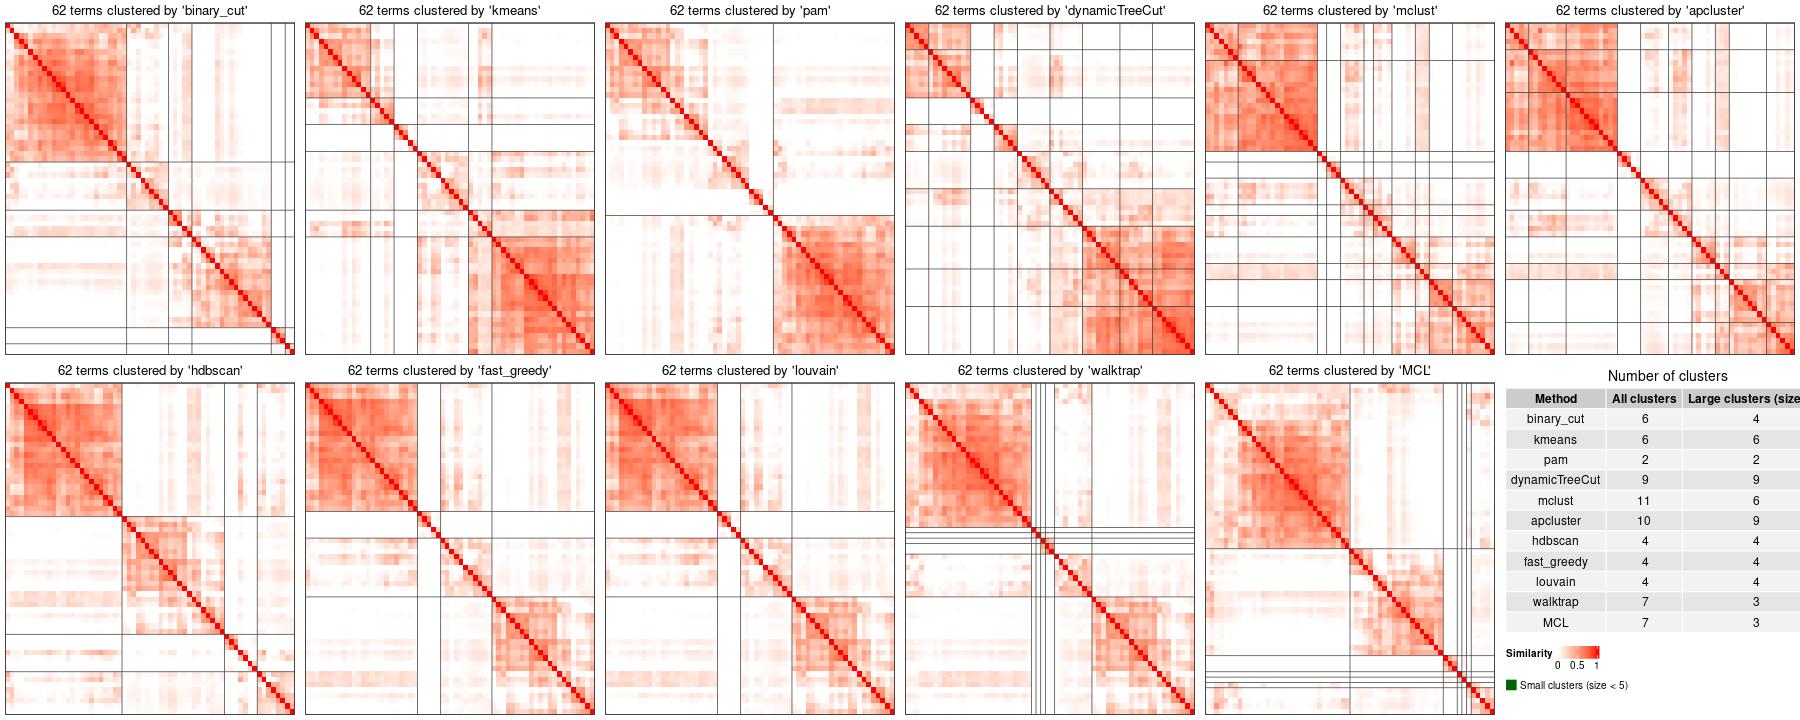 62 terms clustered by 'binary_cut'
62 terms clustered by 'kmeans'
62 terms clustered by 'pam'
62 terms clustered by 'dynamicTreeCut'
62 terms clustered by 'mclust'
62 terms clustered by 'apcluster'
62 terms clustered by 'hdbscan'
62 terms clustered by 'fast_greedy'
62 terms clustered by 'louvain'
62 terms clustered by 'walktrap'
62 terms clustered by 'MCL'
Number of clusters
Method All clusters Large clusters (size
binary_cut 6 4
kmeans 6 6
pam 2 2
dynamicTreeCut 9 9
mclust 11 6
apcluster 10 9
hdbscan 4 4
fast_greedy 4 4
louvain 4 4
walktrap 7 3
MCL 7 3
Similarity
0 0.5 1
Small clusters (size < 5)